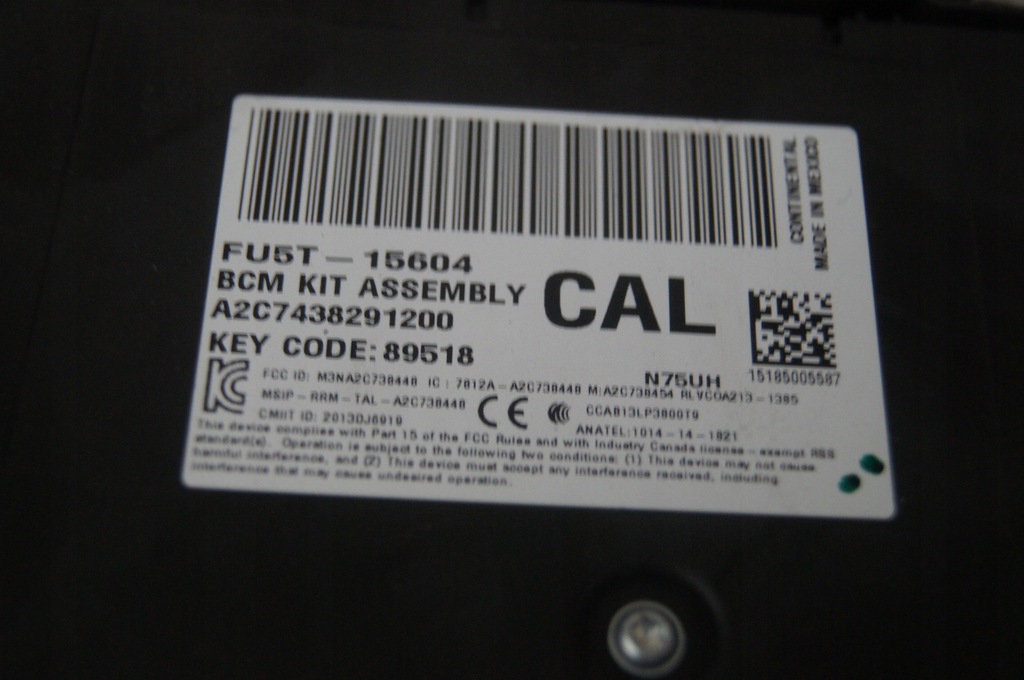 CONTINENTAL
MADE IN MEXICO
FU5T-15604
BCM KIT ASSEMBLY
CAL
A2C7438291200
KEY CODE: 89518
N75UH
15185005587
FCC ID: M3NA2C738448 IC: 7812A-A2C738448 M:A2C738454 RLVCOA213-1385
MSIP-RRM-TAL-A2C738448
CE
CCAB13LP3800T9
CMIIT ID: 2013DJ6919
ANATEL:1014-14-1821
This device complies with Part 15 of the FCC Rules and with Industry Canada license-exempt RSS
standard(s). Operation is subject to the following two conditions: (1) This device may not cause
harmful interference, and (2) This device must accept any interference received, including
interference that may cause undesired operation.